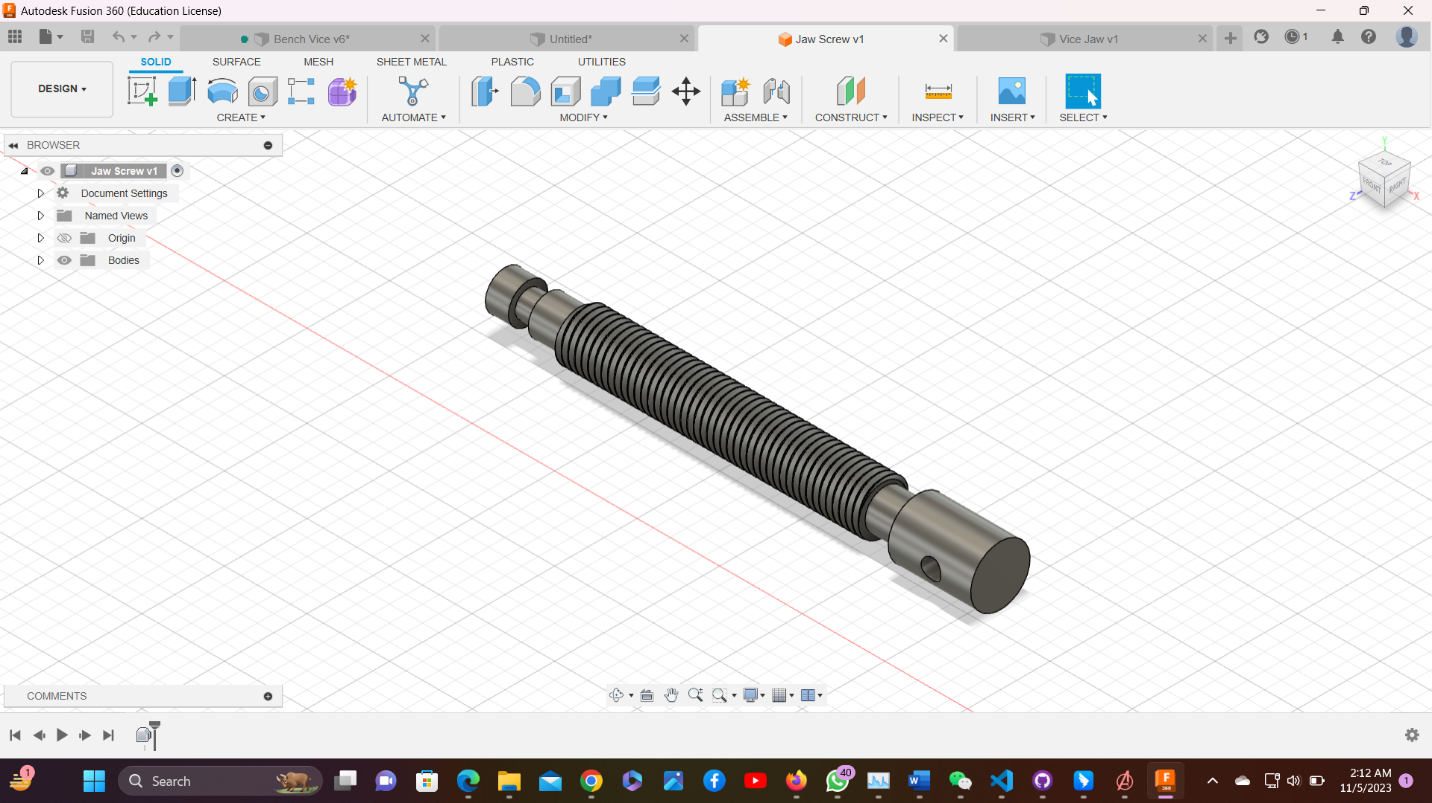 Autodesk Fusion 360 (Education License)
Bench Vice v6*
Untitled*
Jaw Screw v1
Vice Jaw v1
1
DESIGN
SOLID
SURFACE
MESH
SHEET METAL
PLASTIC
UTILITIES
CREATE
AUTOMATE
MODIFY
ASSEMBLE
CONSTRUCT
INSPECT
INSERT
SELECT
BROWSER
Jaw Screw v1
Document Settings
Named Views
Origin
Bodies
Y
TOP
FRONT
RIGHT
Z
X
COMMENTS
1
Search
40
2:12 AM
11/5/2023
1